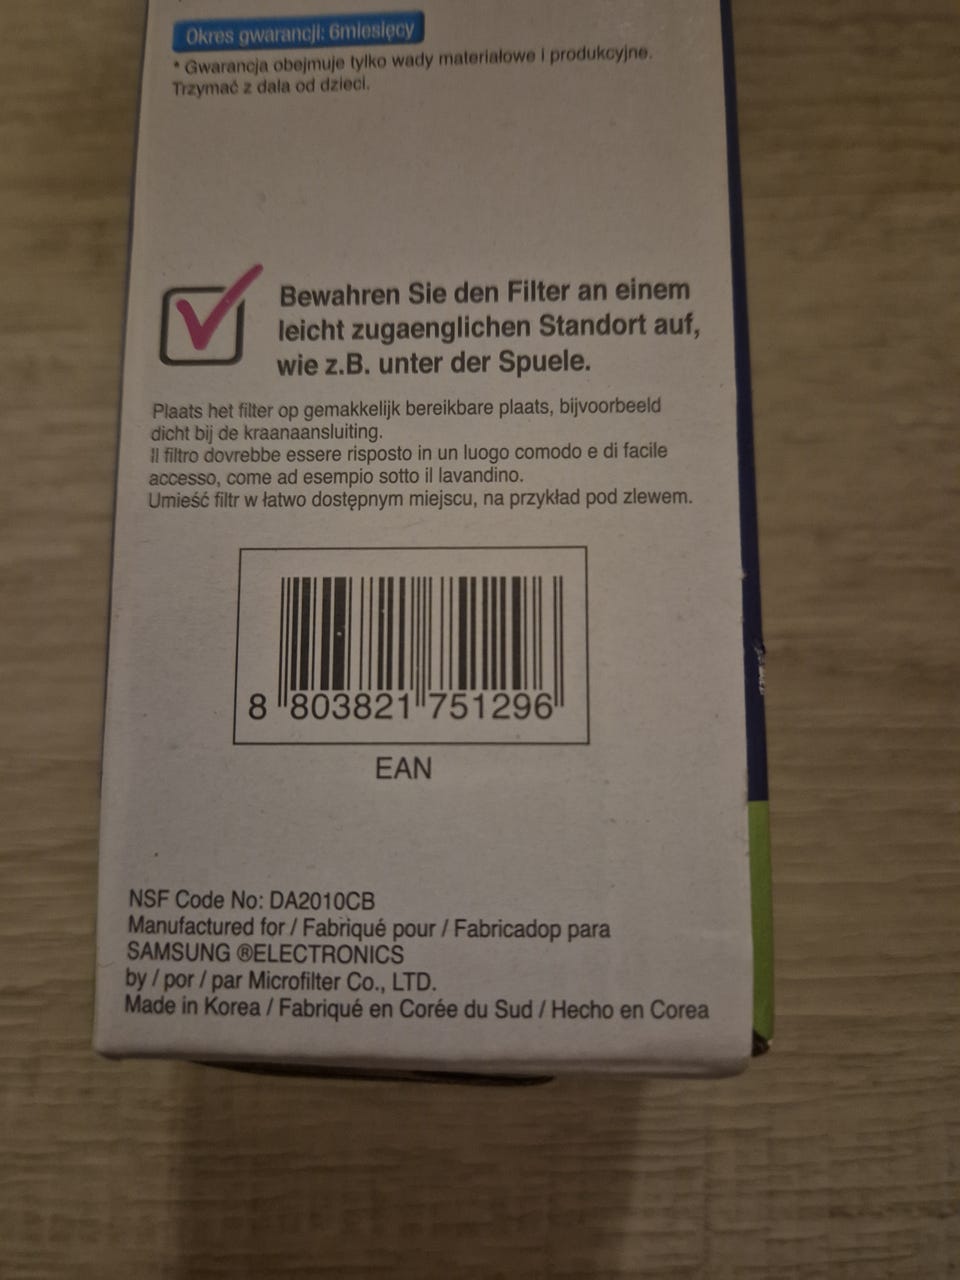 Okres gwarancji: 6miesięcy
* Gwarancja obejmuje tylko wady materiałowe i produkcyjne.
Trzymać z dala od dzieci.
Bewahren Sie den Filter an einem
leicht zugaenglichen Standort auf,
wie z.B. unter der Spuele.
Plaats het filter op gemakkelijk bereikbare plaats, bijvoorbeeld
dicht bij de kraanaansluiting.
Il filtro dovrebbe essere risposto in un luogo comodo e di facile
accesso, come ad esempio sotto il lavandino.
Umieść filtr w łatwo dostępnym miejscu, na przykład pod zlewem.
8 803821 751296
EAN
NSF Code No: DA2010CB
Manufactured for / Fabriqué pour / Fabricadop para
SAMSUNG ®ELECTRONICS
by / por / par Microfilter Co., LTD.
Made in Korea / Fabriqué en Corée du Sud / Hecho en Corea